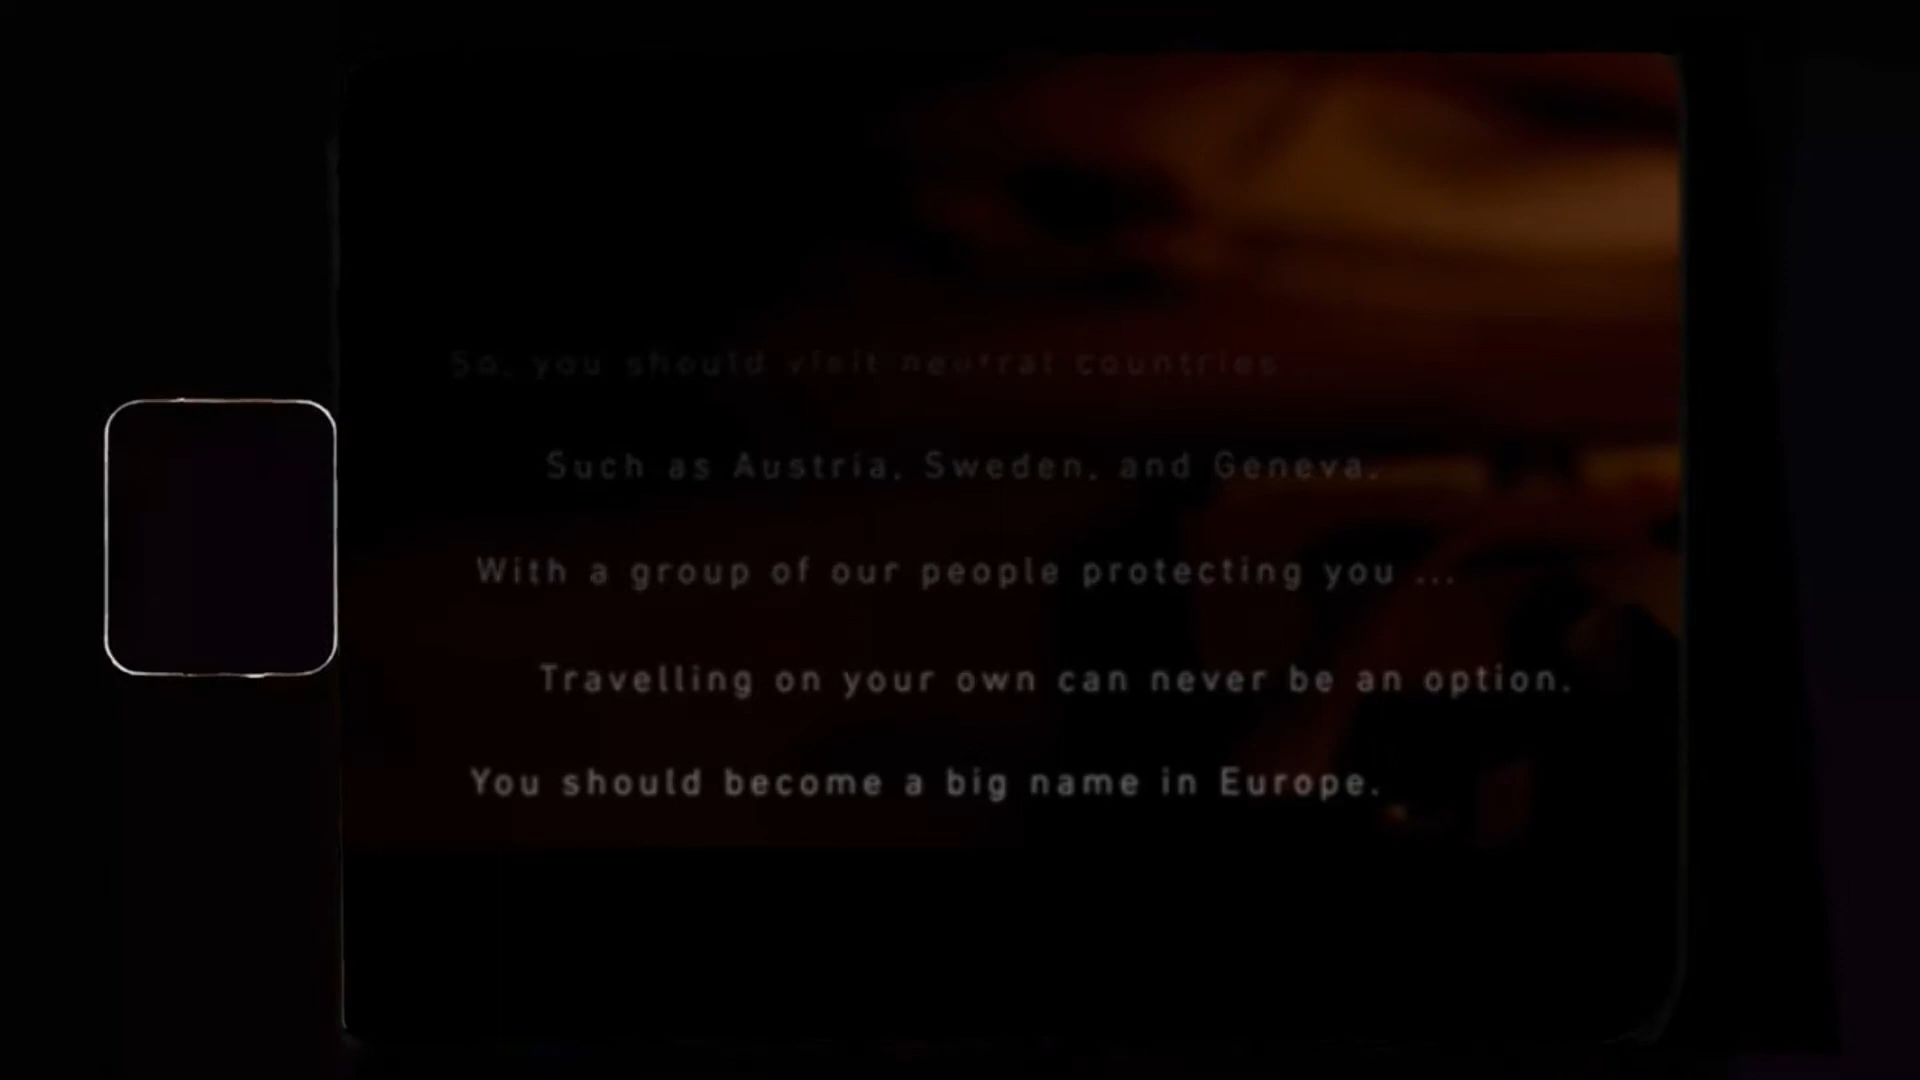 So, you should visit neutral countries ...
Such as Austria, Sweden, and Geneva.
With a group of our people protecting you ...
Travelling on your own can never be an option.
You should become a big name in Europe.